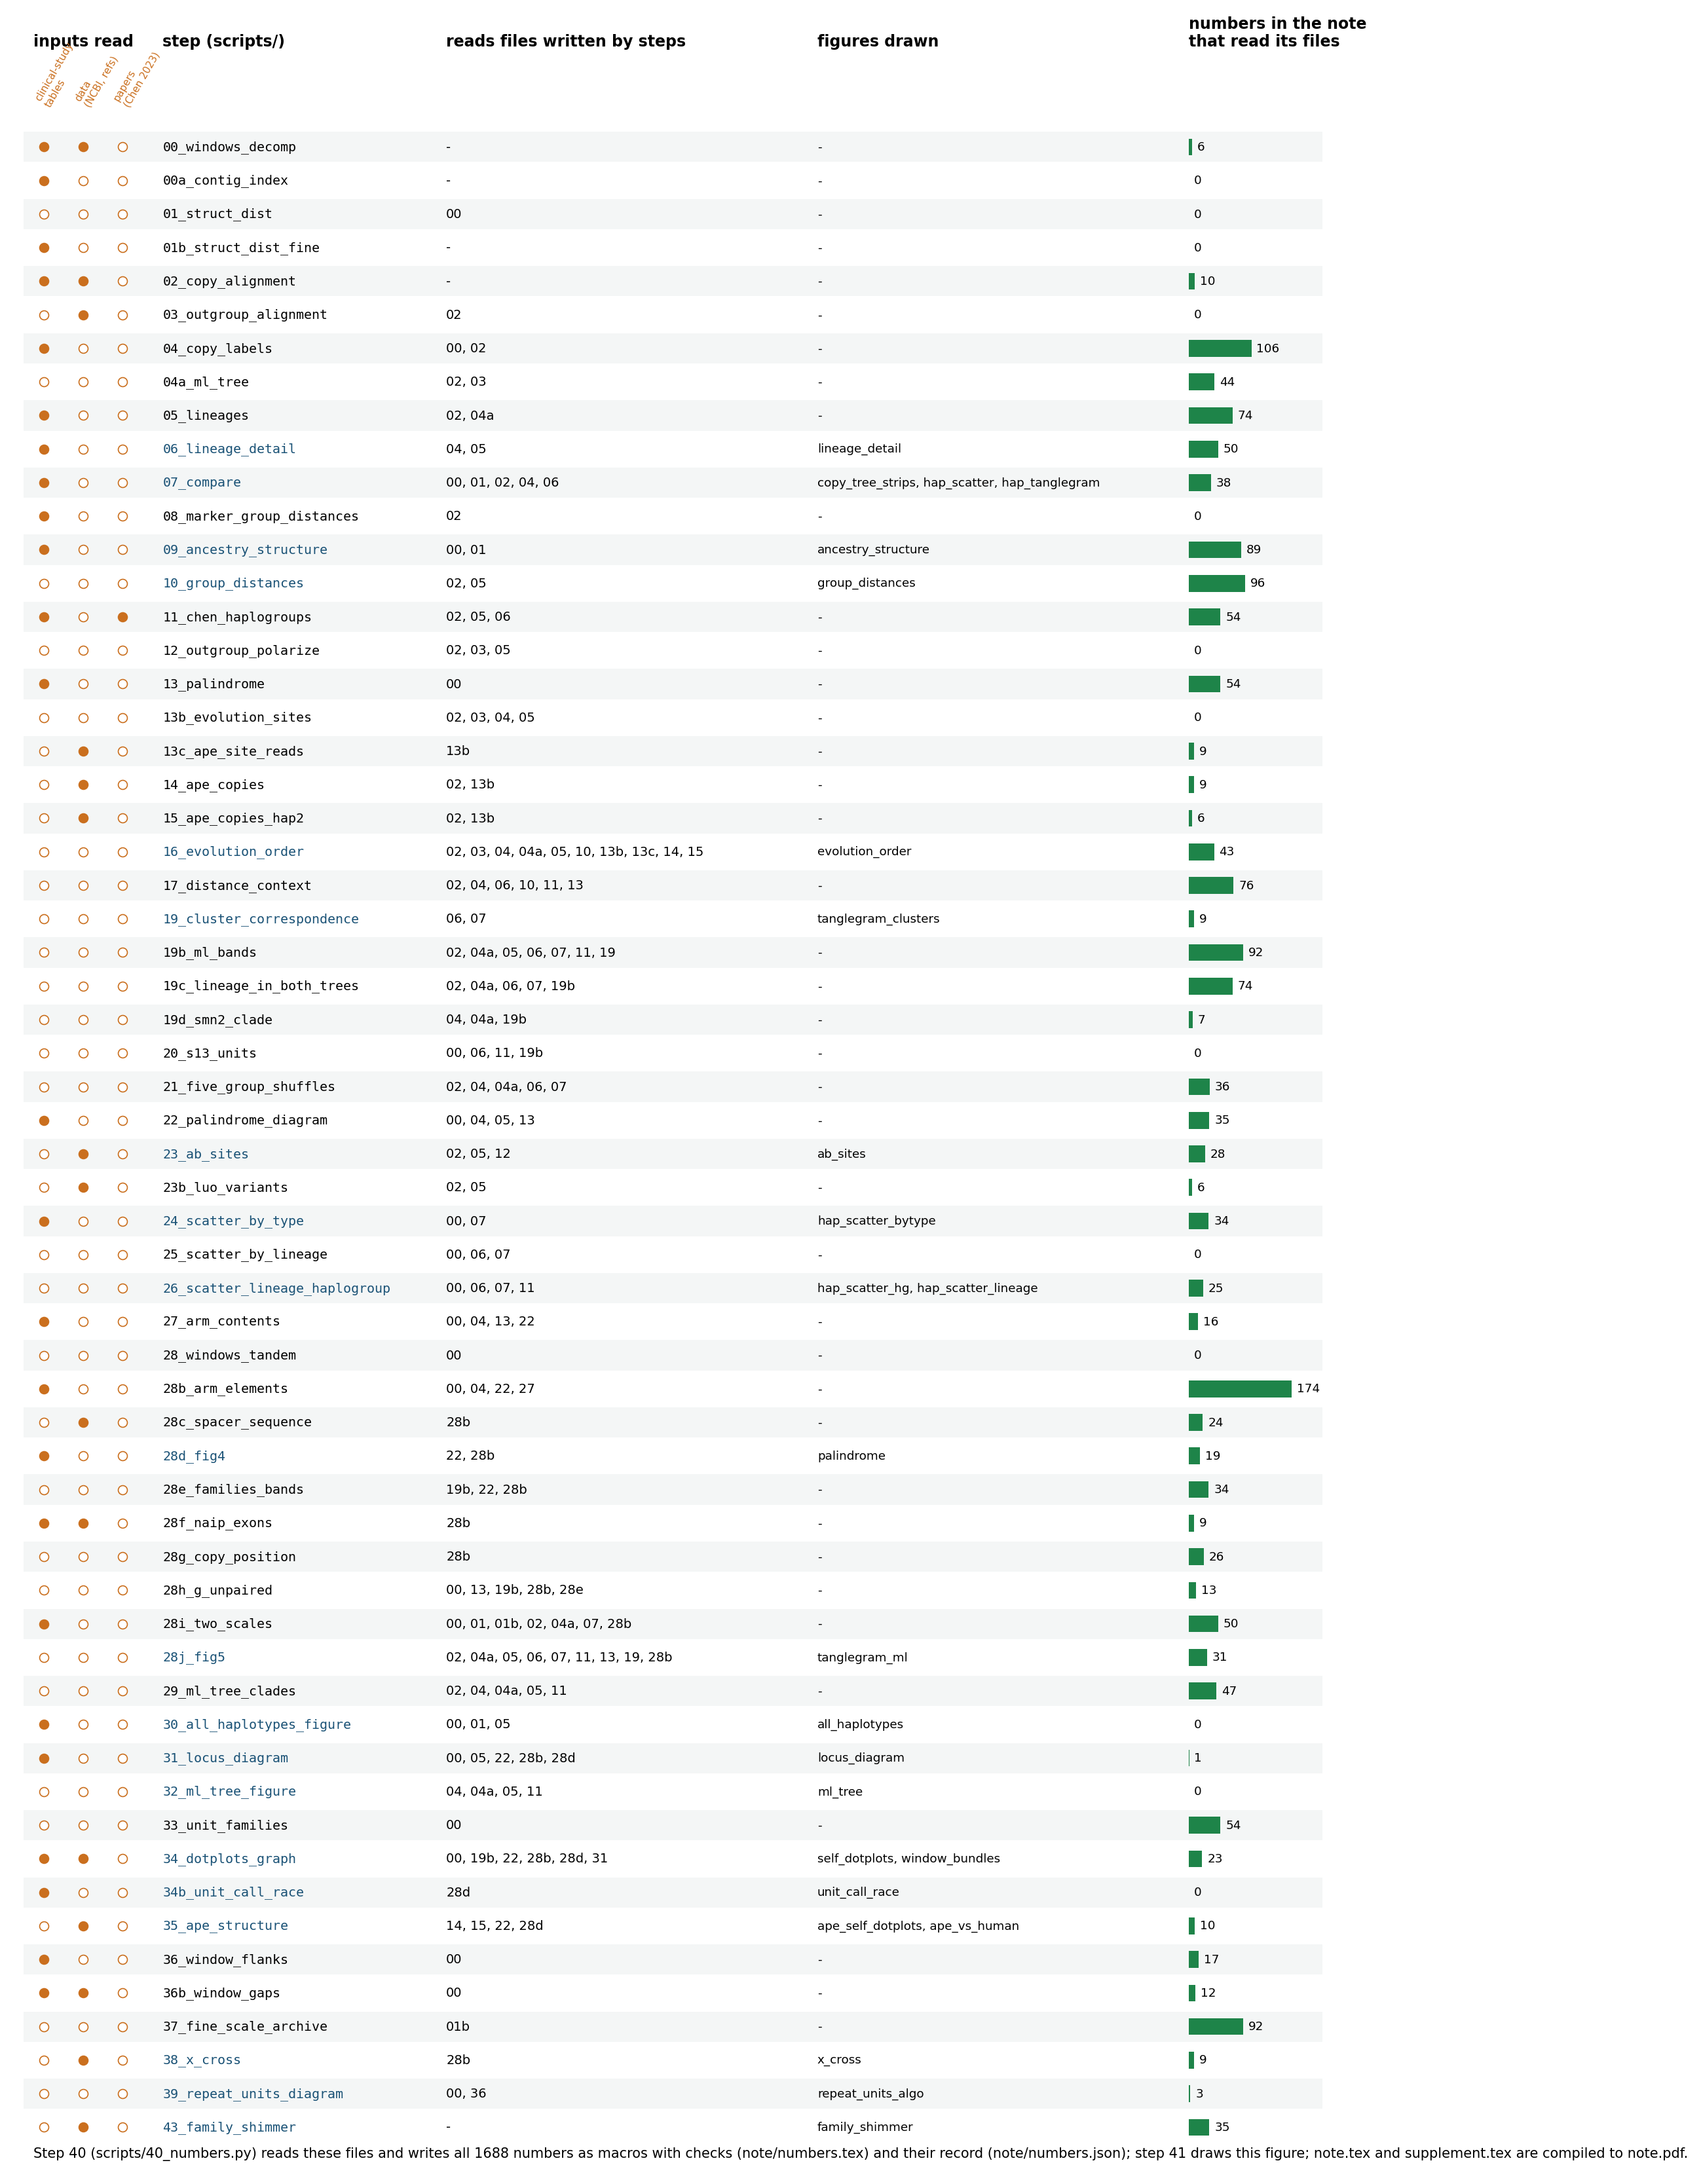 numbers in the note
inputs read step (scripts/) reads files written by steps figures drawn that read its files
clinical-study
tables
data
(NCBI, refs)
papers
(Chen 2023)
00_windows_decomp - - 6
00a_contig_index - - 0
01_struct_dist 00 - 0
01b_struct_dist_fine - - 0
02_copy_alignment - - 10
03_outgroup_alignment 02 - 0
04_copy_labels 00, 02 - 106
04a_ml_tree 02, 03 - 44
05_lineages 02, 04a - 74
06_lineage_detail 04, 05 lineage_detail 50
07_compare 00, 01, 02, 04, 06 copy_tree_strips, hap_scatter, hap_tanglegram 38
08_marker_group_distances 02 - 0
09_ancestry_structure 00, 01 ancestry_structure 89
10_group_distances 02, 05 group_distances 96
11_chen_haplogroups 02, 05, 06 - 54
12_outgroup_polarize 02, 03, 05 - 0
13_palindrome 00 - 54
13b_evolution_sites 02, 03, 04, 05 - 0
13c_ape_site_reads 13b - 9
14_ape_copies 02, 13b - 9
15_ape_copies_hap2 02, 13b - 6
16_evolution_order 02, 03, 04, 04a, 05, 10, 13b, 13c, 14, 15 evolution_order 43
17_distance_context 02, 04, 06, 10, 11, 13 - 76
19_cluster_correspondence 06, 07 tanglegram_clusters 9
19b_ml_bands 02, 04a, 05, 06, 07, 11, 19 - 92
19c_lineage_in_both_trees 02, 04a, 06, 07, 19b - 74
19d_smn2_clade 04, 04a, 19b - 7
20_s13_units 00, 06, 11, 19b - 0
21_five_group_shuffles 02, 04, 04a, 06, 07 - 36
22_palindrome_diagram 00, 04, 05, 13 - 35
23_ab_sites 02, 05, 12 ab_sites 28
23b_luo_variants 02, 05 - 6
24_scatter_by_type 00, 07 hap_scatter_bytype 34
25_scatter_by_lineage 00, 06, 07 - 0
26_scatter_lineage_haplogroup 00, 06, 07, 11 hap_scatter_hg, hap_scatter_lineage 25
27_arm_contents 00, 04, 13, 22 - 16
28_windows_tandem 00 - 0
28b_arm_elements 00, 04, 22, 27 - 174
28c_spacer_sequence 28b - 24
28d_fig4 22, 28b palindrome 19
28e_families_bands 19b, 22, 28b - 34
28f_naip_exons 28b - 9
28g_copy_position 28b - 26
28h_g_unpaired 00, 13, 19b, 28b, 28e - 13
28i_two_scales 00, 01, 01b, 02, 04a, 07, 28b - 50
28j_fig5 02, 04a, 05, 06, 07, 11, 13, 19, 28b tanglegram_ml 31
29_ml_tree_clades 02, 04, 04a, 05, 11 - 47
30_all_haplotypes_figure 00, 01, 05 all_haplotypes 0
31_locus_diagram 00, 05, 22, 28b, 28d locus_diagram 1
32_ml_tree_figure 04, 04a, 05, 11 ml_tree 0
33_unit_families 00 - 54
34_dotplots_graph 00, 19b, 22, 28b, 28d, 31 self_dotplots, window_bundles 23
34b_unit_call_race 28d unit_call_race 0
35_ape_structure 14, 15, 22, 28d ape_self_dotplots, ape_vs_human 10
36_window_flanks 00 - 17
36b_window_gaps 00 - 12
37_fine_scale_archive 01b - 92
38_x_cross 28b x_cross 9
39_repeat_units_diagram 00, 36 repeat_units_algo 3
43_family_shimmer - family_shimmer 35
Step 40 (scripts/40_numbers.py) reads these files and writes all 1688 numbers as macros with checks (note/numbers.tex) and their record (note/numbers.json); step 41 draws this figure; note.tex and supplement.tex are compiled to note.pdf.